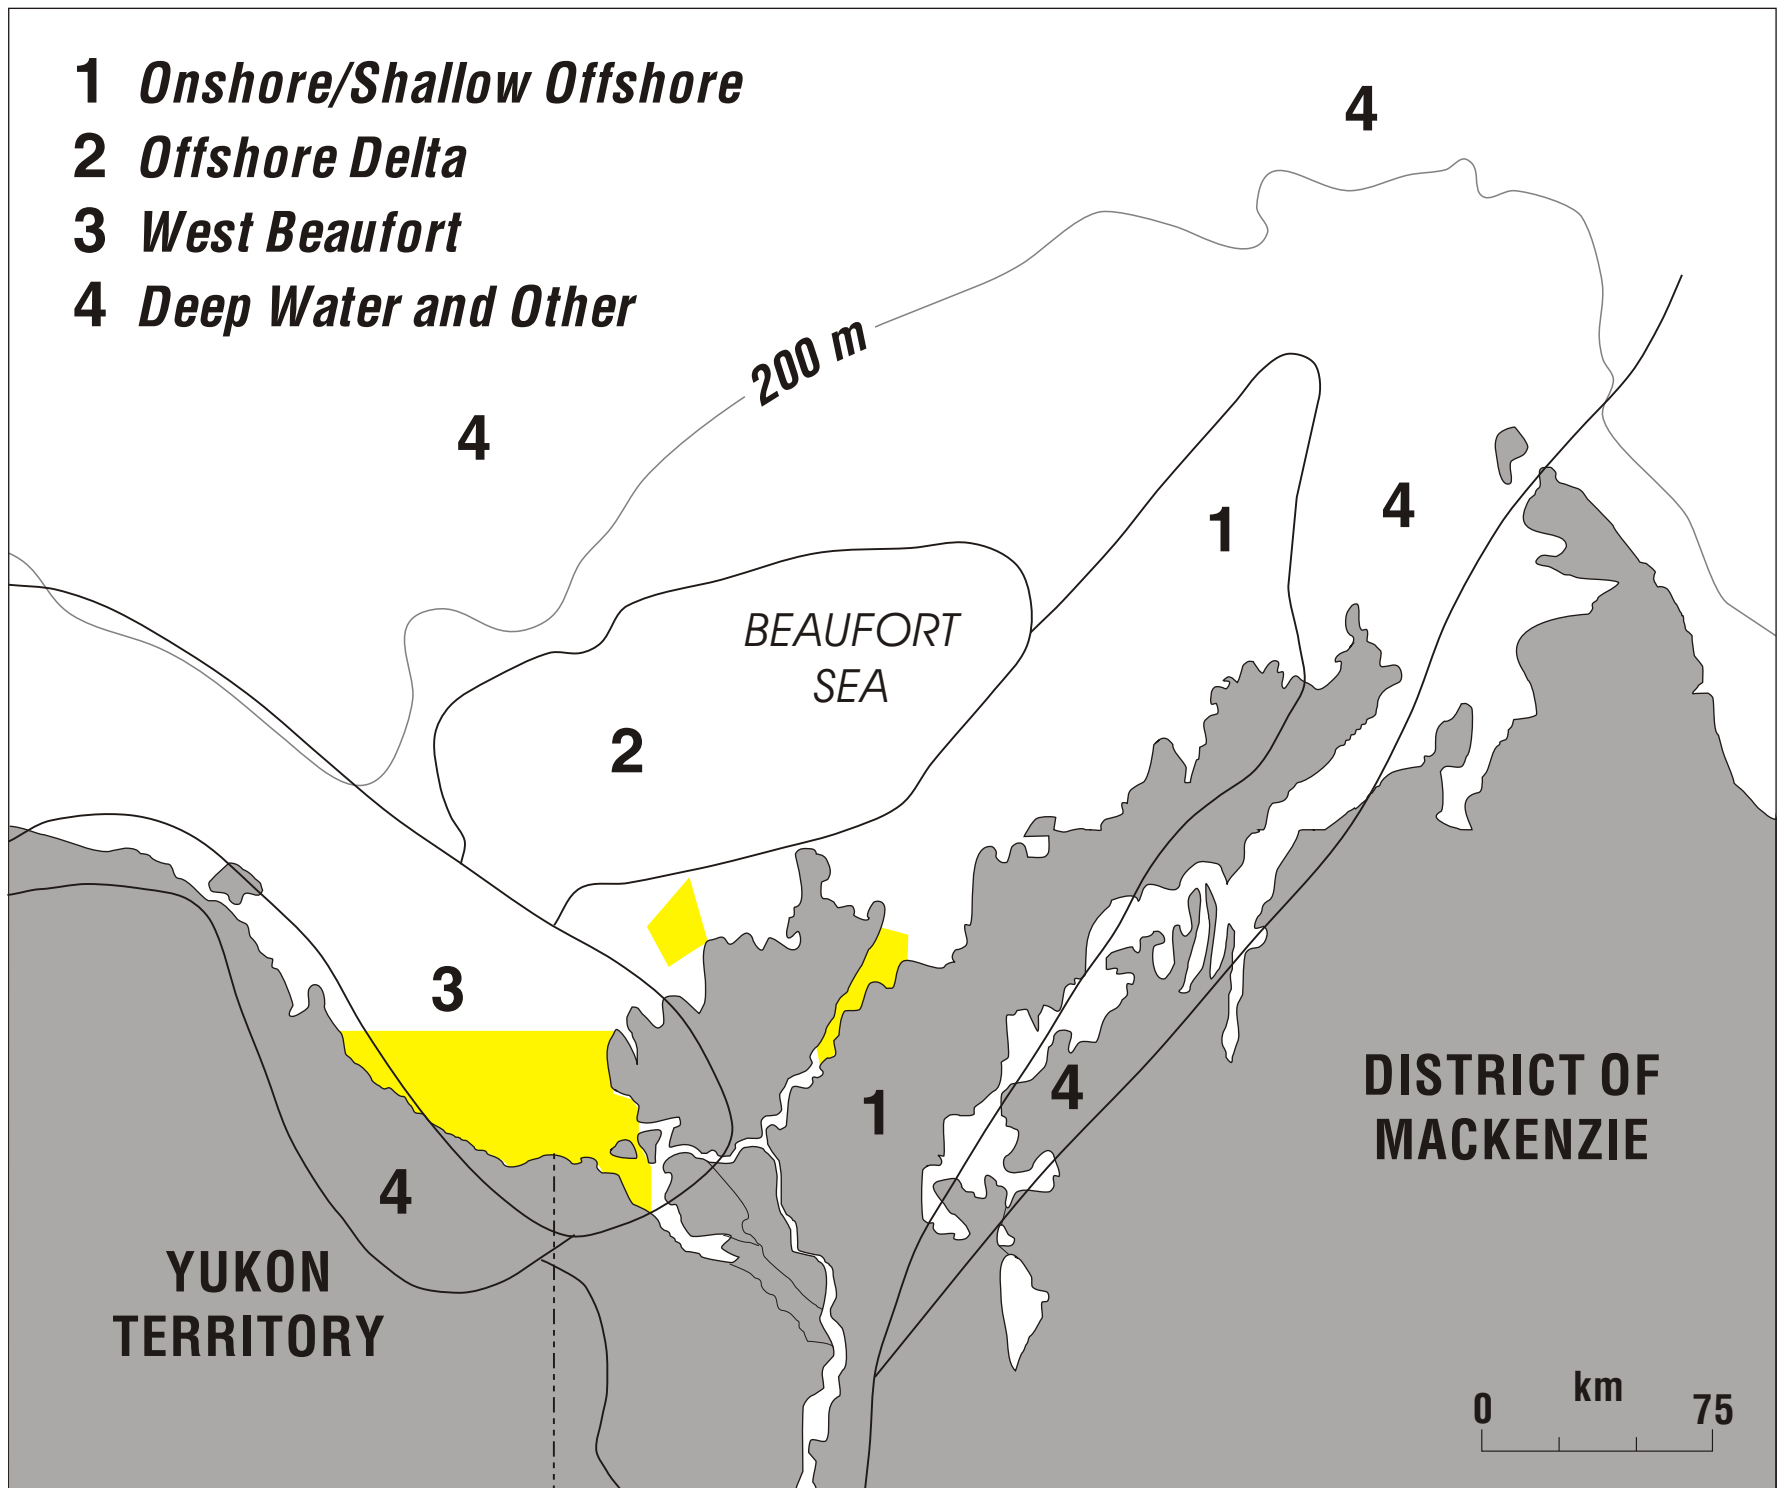 1 Onshore/Shallow Offshore
2 Offshore Delta
3 West Beaufort
4 Deep Water and Other
4
200 m
4
4
1
BEAUFORT
SEA
2
3
1
4
4
DISTRICT OF
MACKENZIE
YUKON
TERRITORY
km
0 75